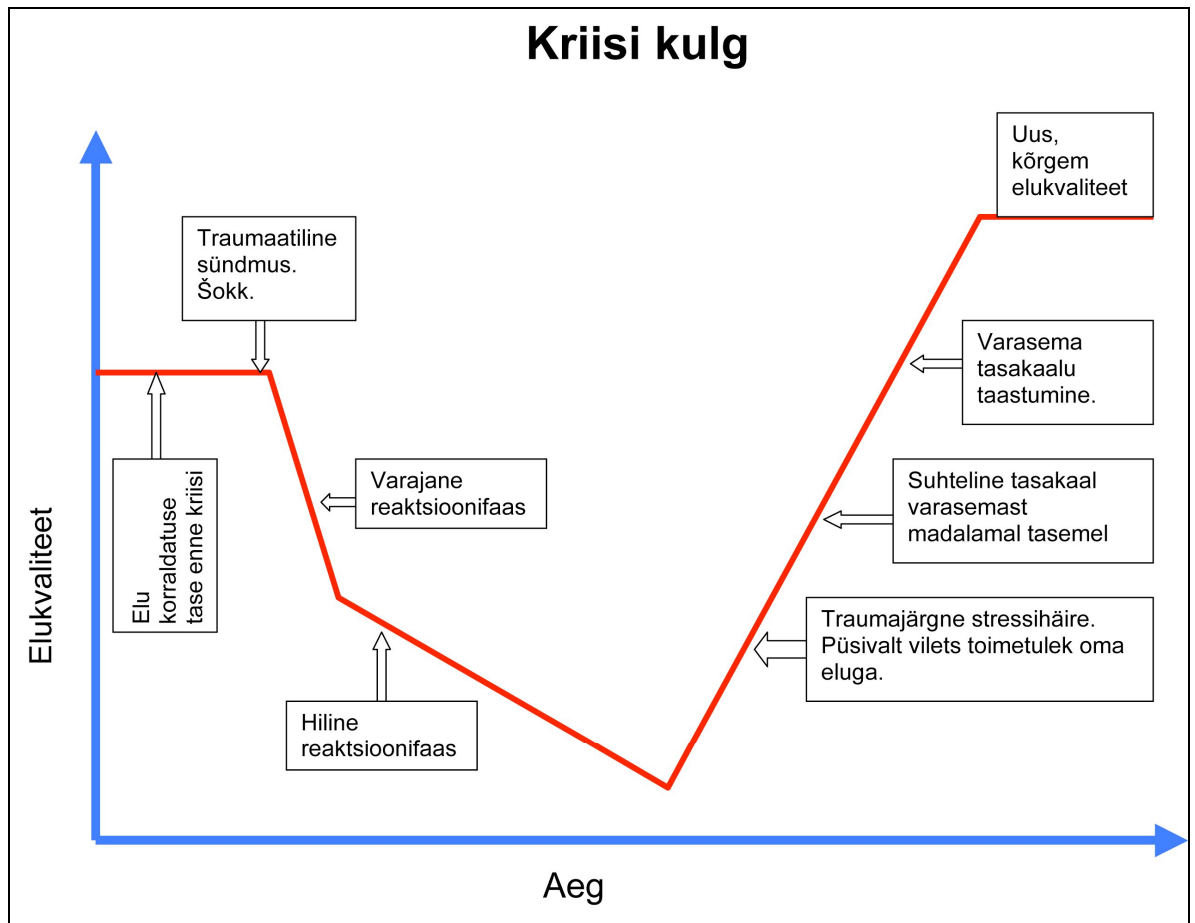 Kriisi kulg
Uus,
kõrgem
elukvaliteet
Traumaatiline
sündmus.
Šokk.
Varasema
tasakaalu
taastumine.
Elu
korraldatuse
tase enne kriisi
Varajane
reaktsioonifaas
Suhteline tasakaal
varasemast
madalamal tasemel
Traumajärgne stressihäire.
Püsivalt vilets toimetulek oma
eluga.
Hiline
reaktsioonifaas
Elukvaliteet
Aeg